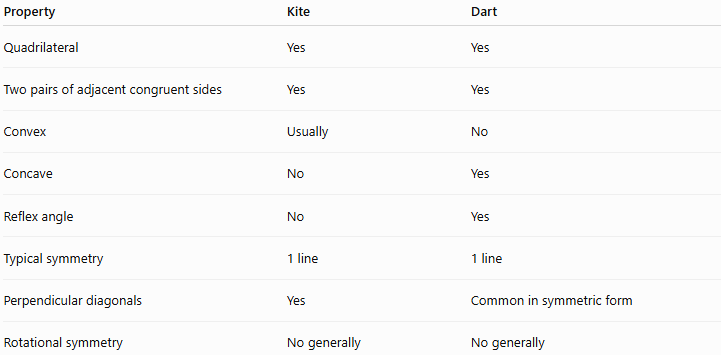 Property Kite Dart
Quadrilateral Yes Yes
Two pairs of adjacent congruent sides Yes Yes
Convex Usually No
Concave No Yes
Reflex angle No Yes
Typical symmetry 1 line 1 line
Perpendicular diagonals Yes Common in symmetric form
Rotational symmetry No generally No generally